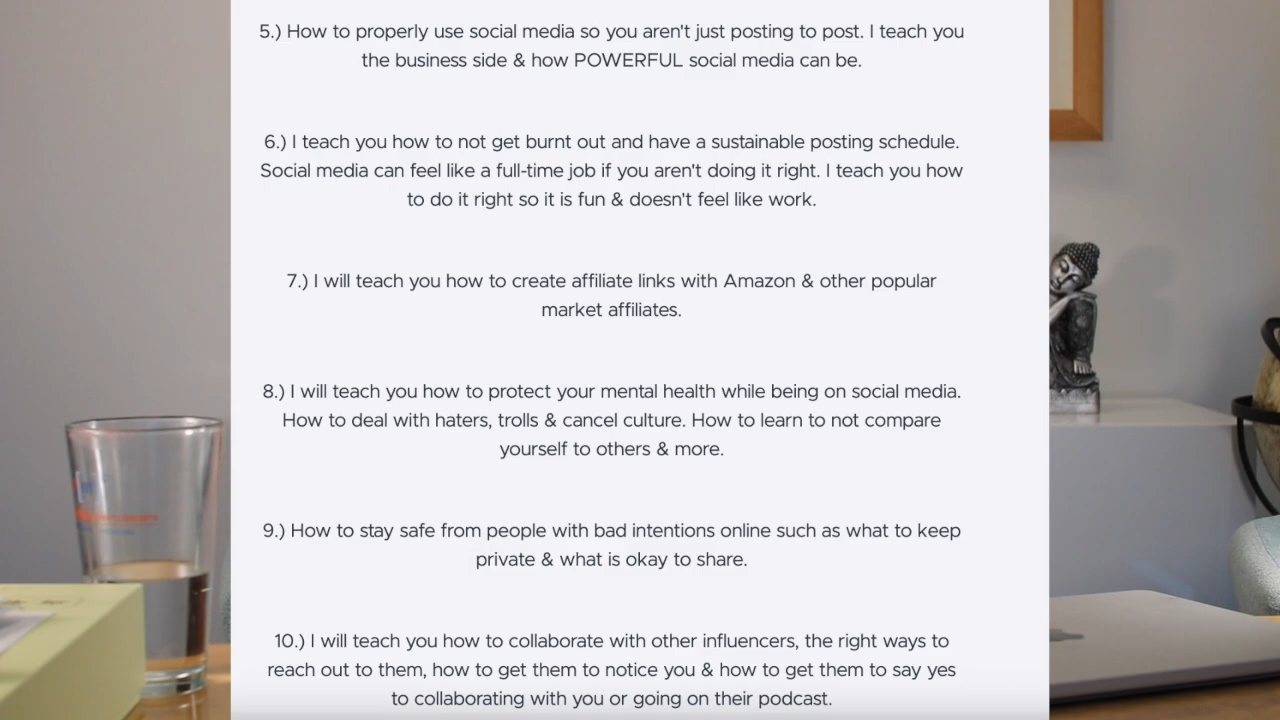 5.) How to properly use social media so you aren't just posting to post. I teach you
the business side & how POWERFUL social media can be.
6.) I teach you how to not get burnt out and have a sustainable posting schedule.
Social media can feel like a full-time job if you aren't doing it right. I teach you how
to do it right so it is fun & doesn't feel like work.
7.) I will teach you how to create affiliate links with Amazon & other popular
market affiliates.
8.) I will teach you how to protect your mental health while being on social media.
How to deal with haters, trolls & cancel culture. How to learn to not compare
yourself to others & more.
9.) How to stay safe from people with bad intentions online such as what to keep
private & what is okay to share.
10.) I will teach you how to collaborate with other influencers, the right ways to
reach out to them, how to get them to notice you & how to get them to say yes
to collaborating with you or going on their podcast.